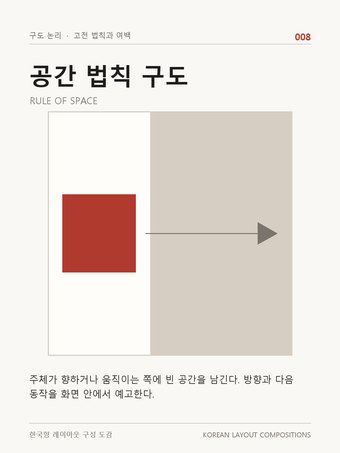 구도 논리 · 고전 법칙과 여백
008
공간 법칙 구도
RULE OF SPACE
주체가 향하거나 움직이는 쪽에 빈 공간을 남긴다. 방향과 다음
동작을 화면 안에서 예고한다.
한국형 레이아웃 구성 도감
KOREAN LAYOUT COMPOSITIONS